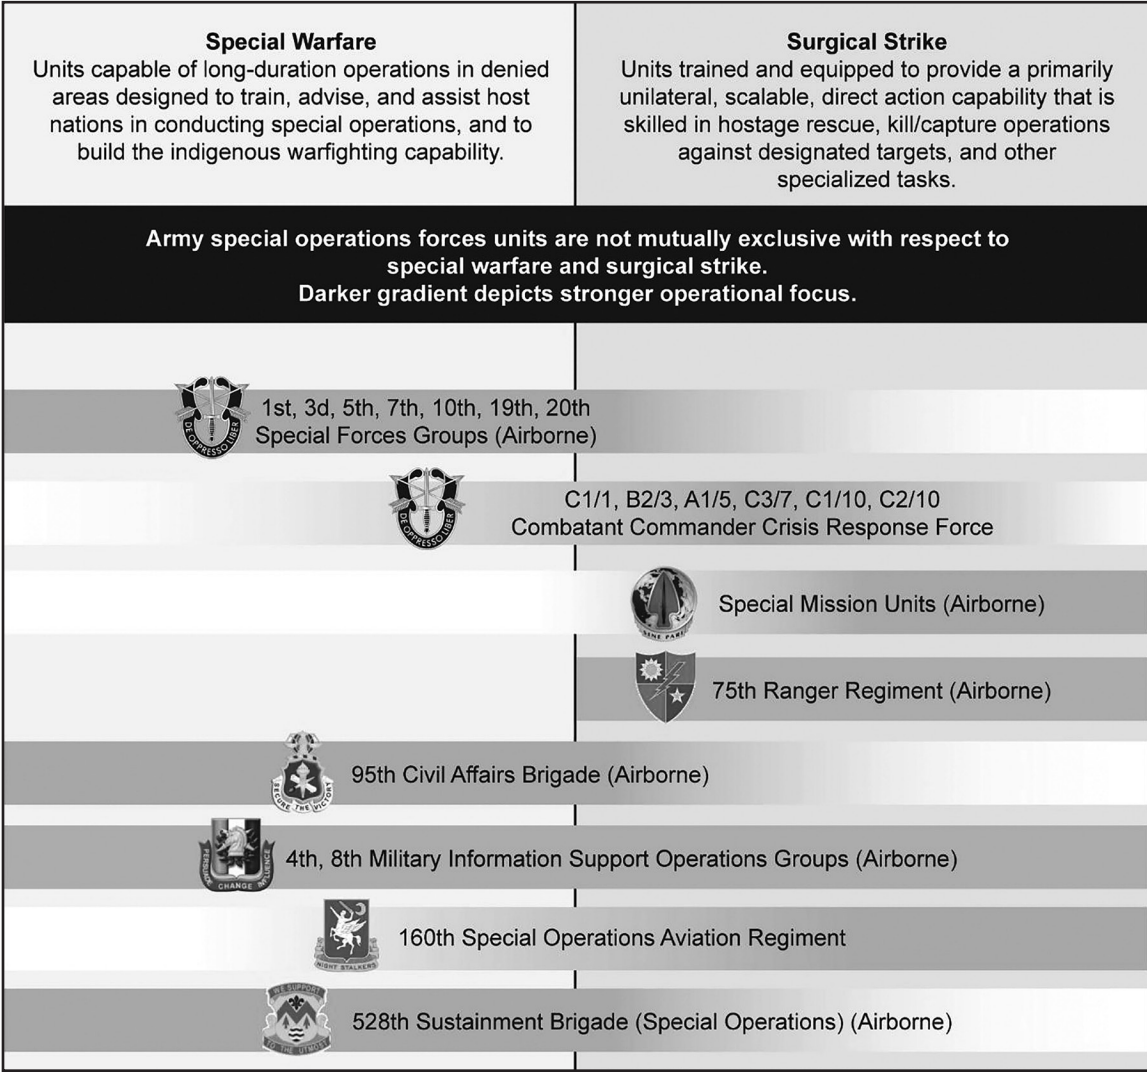 Special Warfare
Units capable of long-duration operations in denied
areas designed to train, advise, and assist host
nations in conducting special operations, and to
build the indigenous warfighting capability.
Surgical Strike
Units trained and equipped to provide a primarily
unilateral, scalable, direct action capability that is
skilled in hostage rescue, kill/capture operations
against designated targets, and other
specialized tasks.
Army special operations forces units are not mutually exclusive with respect to
special warfare and surgical strike.
Darker gradient depicts stronger operational focus.
DE OPPRESSO LIBER
1st, 3d, 5th, 7th, 10th, 19th, 20th
Special Forces Groups (Airborne)
DE OPPRESSO LIBER
C1/1, B2/3, A1/5, C3/7, C1/10, C2/10
Combatant Commander Crisis Response Force
SINE PARI
Special Mission Units (Airborne)
75th Ranger Regiment (Airborne)
SECURE THE VICTORY
95th Civil Affairs Brigade (Airborne)
PERSUADE CHANGE INFLUENCE
4th, 8th Military Information Support Operations Groups (Airborne)
NIGHT STALKERS
160th Special Operations Aviation Regiment
WE SUPPORT
TO THE UTMOST
528th Sustainment Brigade (Special Operations) (Airborne)